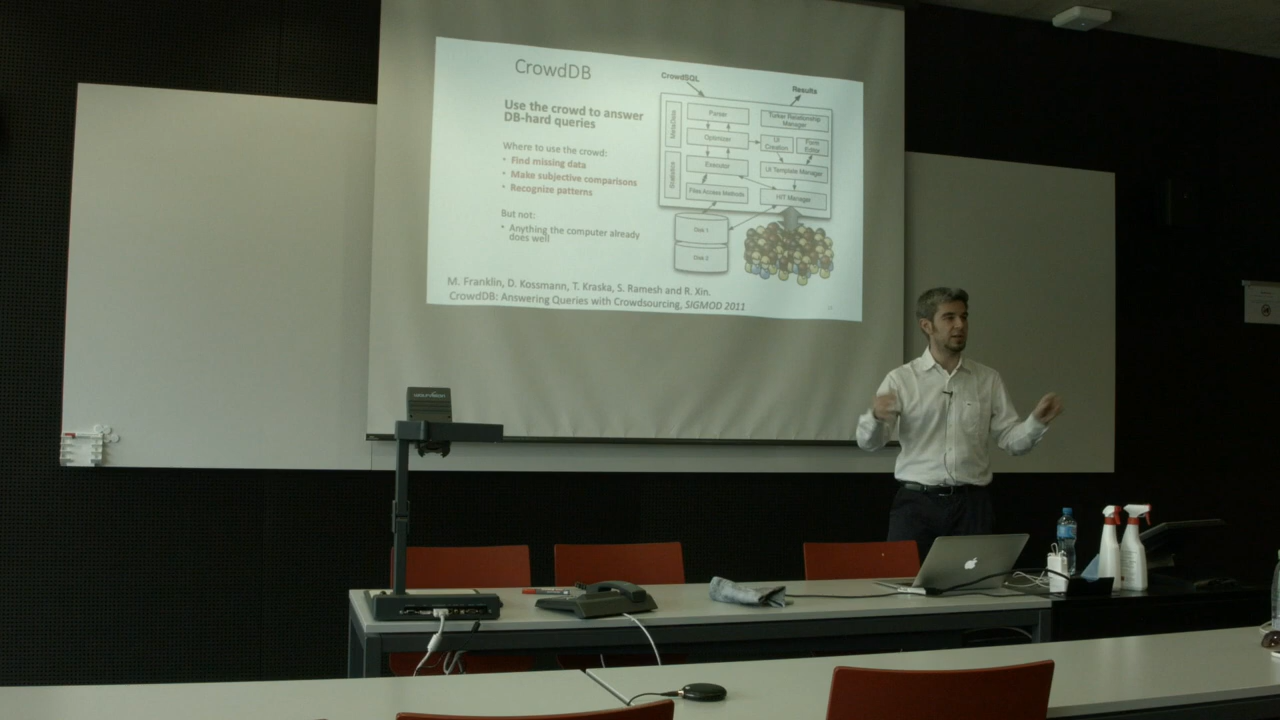 CrowdDB
Use the crowd to answer
DB-hard queries
Where to use the crowd:
• Find missing data
• Make subjective comparisons
• Recognize patterns
But not:
• Anything the computer already
does well
CrowdSQL
Results
MetaData
Statistics
Parser
Optimizer
Executor
Files Access Methods
Turker Relationship
Manager
UI
Creation
Form
Editor
UI Template Manager
HIT Manager
Disk 1
Disk 2
M. Franklin, D. Kossmann, T. Kraska, S. Ramesh and R. Xin.
CrowdDB: Answering Queries with Crowdsourcing, SIGMOD 2011